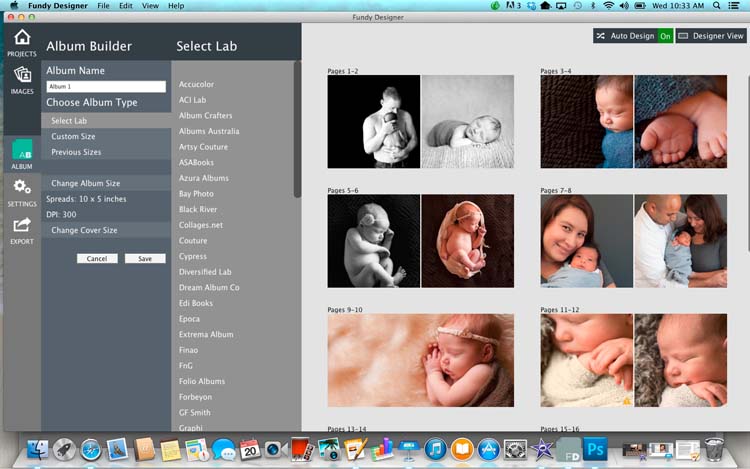 Fundy Designer File Edit View Help
3
Wed 10:33 AM
Fundy Designer
PROJECTS
IMAGES
AB
ALBUM
SETTINGS
EXPORT
Album Builder
Album Name
Album 1
Choose Album Type
Select Lab
Custom Size
Previous Sizes
Change Album Size
Spreads: 10 x 5 inches
DPI: 300
Change Cover Size
Cancel Save
Select Lab
Accucolor
ACI Lab
Album Crafters
Albums Australia
Artsy Couture
ASABooks
Azura Albums
Bay Photo
Black River
Collages.net
Couture
Cypress
Diversified Lab
Dream Album Co
Edi Books
Epoca
Extrema Album
Finao
FnG
Folio Albums
Forbeyon
GF Smith
Graphi
Auto Design On Designer View
Pages 1-2
Pages 3-4
Pages 5-6
Pages 7-8
Pages 9-10
Pages 11-12
Pages 13-14
Pages 15-16
20
FD
Ps